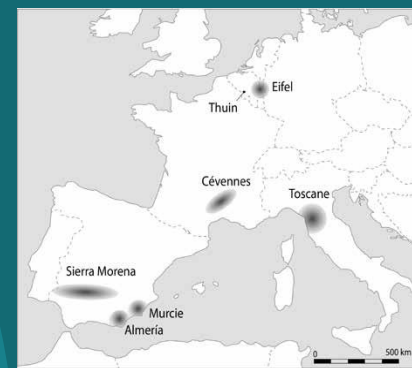 Eifel
Thuin
Cévennes
Toscane
Sierra Morena
Murcie
Almería
0 500 km